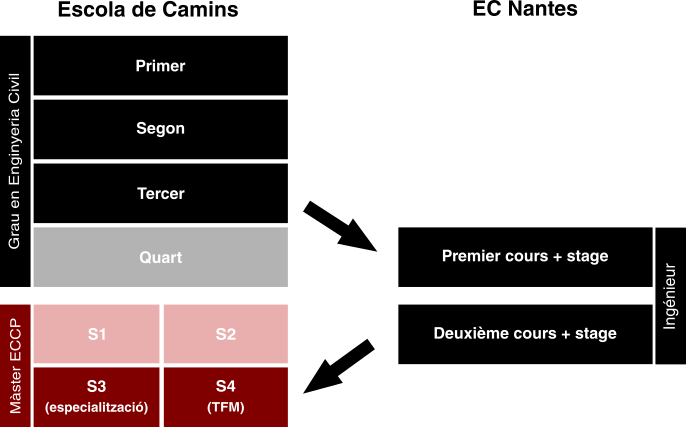 Escola de Camins
EC Nantes
Grau en Enginyeria Civil
Primer
Segon
Tercer
Quart
Premier cours + stage
Deuxième cours + stage
Ingénieur
Màster ECCP
S1
S2
S3
(especialització)
S4
(TFM)